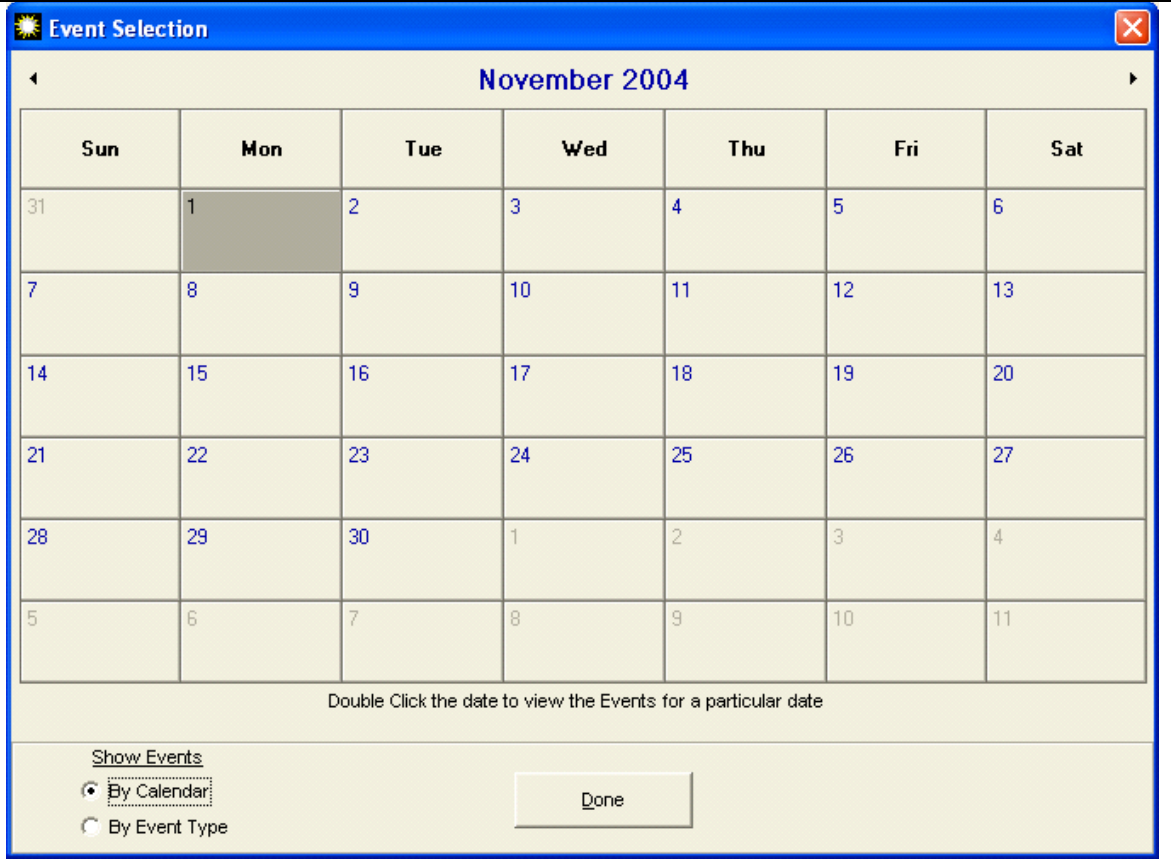 Event Selection
November 2004
Sun Mon Tue Wed Thu Fri Sat
31 1 2 3 4 5 6
7 8 9 10 11 12 13
14 15 16 17 18 19 20
21 22 23 24 25 26 27
28 29 30 1 2 3 4
5 6 7 8 9 10 11
Double Click the date to view the Events for a particular date
Show Events
By Calendar
By Event Type
Done